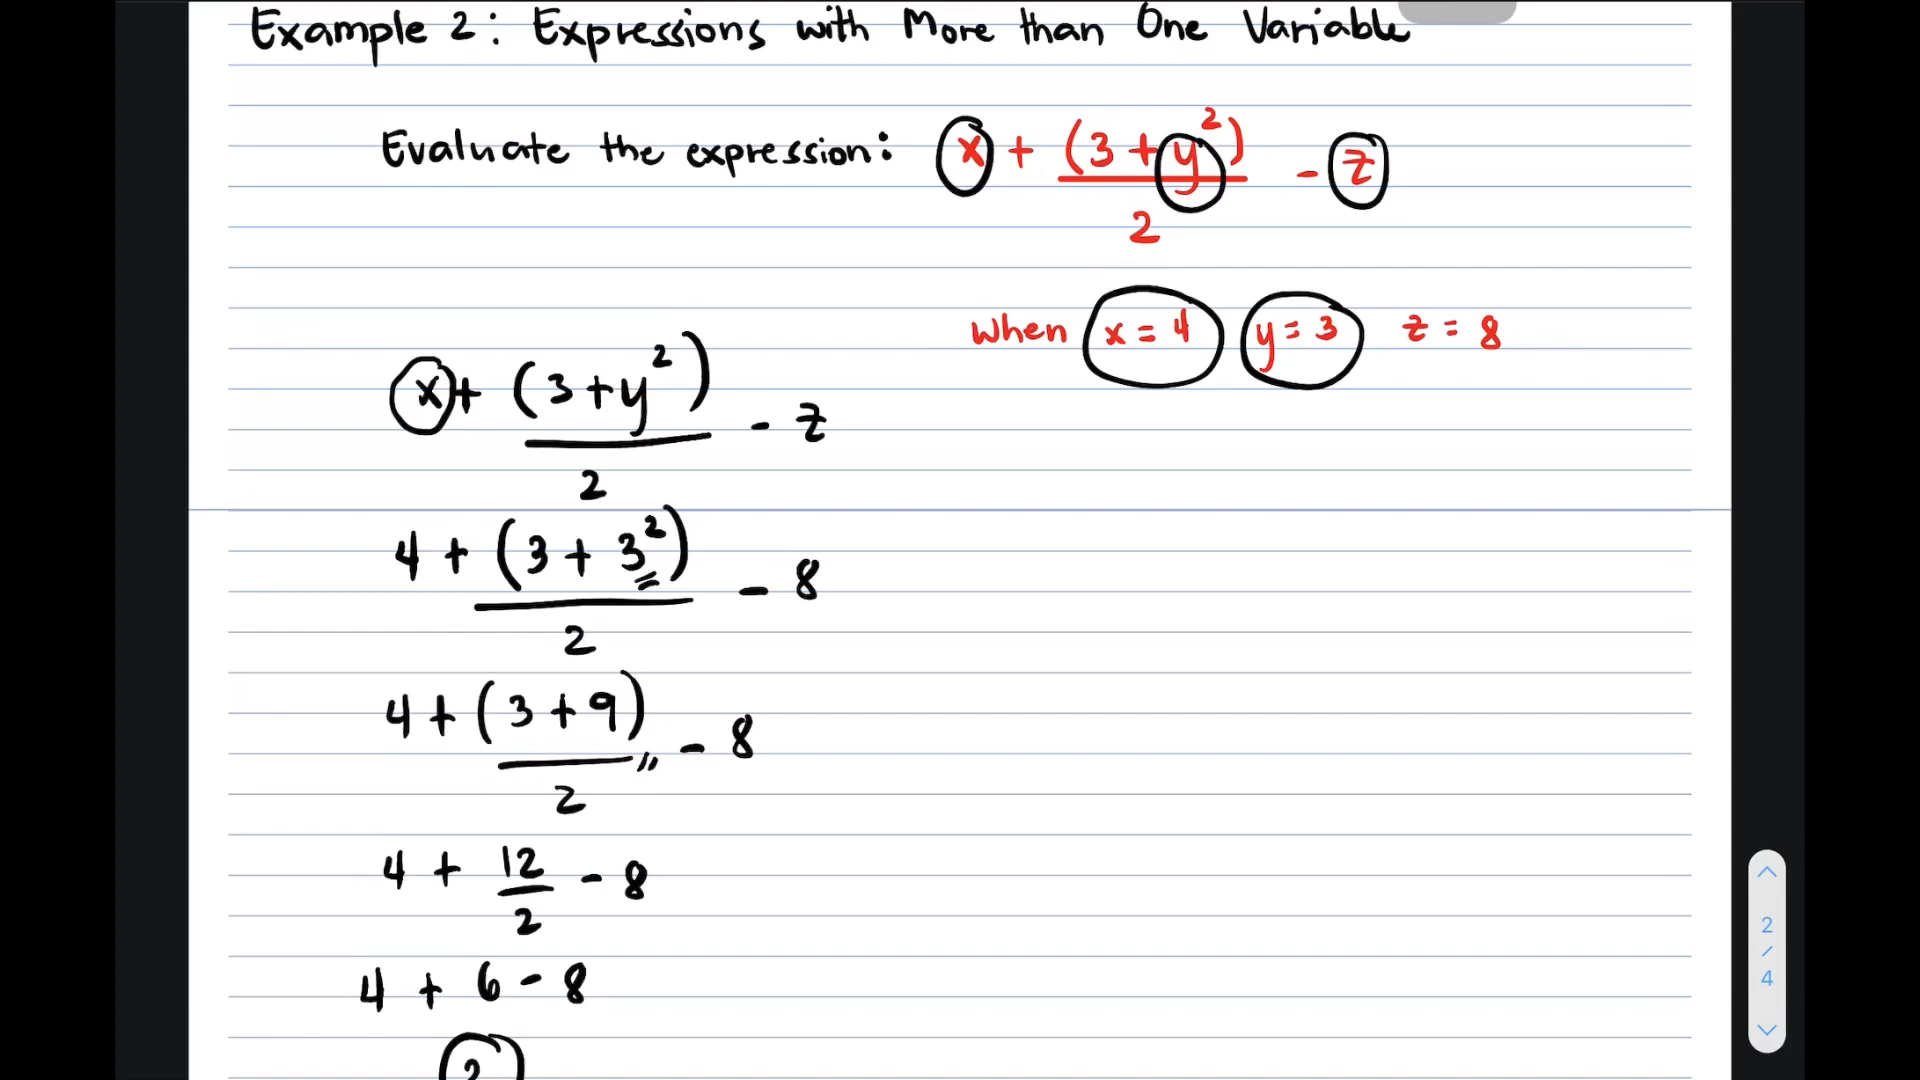 Example 2: Expressions with More than One Variable
Evaluate the expression: x + (3 + y²)/2 - z
When x = 4 y = 3 z = 8
x + (3 + y²)/2 - z
4 + (3 + 3²)/2 - 8
4 + (3 + 9)/2 - 8
4 + 12/2 - 8
4 + 6 - 8
2
2
/
4